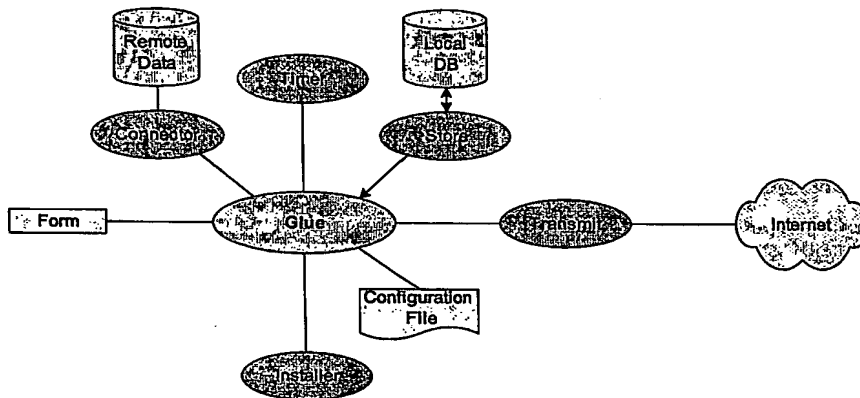 Remote
Data
Local
DB
Timer
Connector
Store
Form
Glue
Transmit
Internet
Configuration
File
Installer